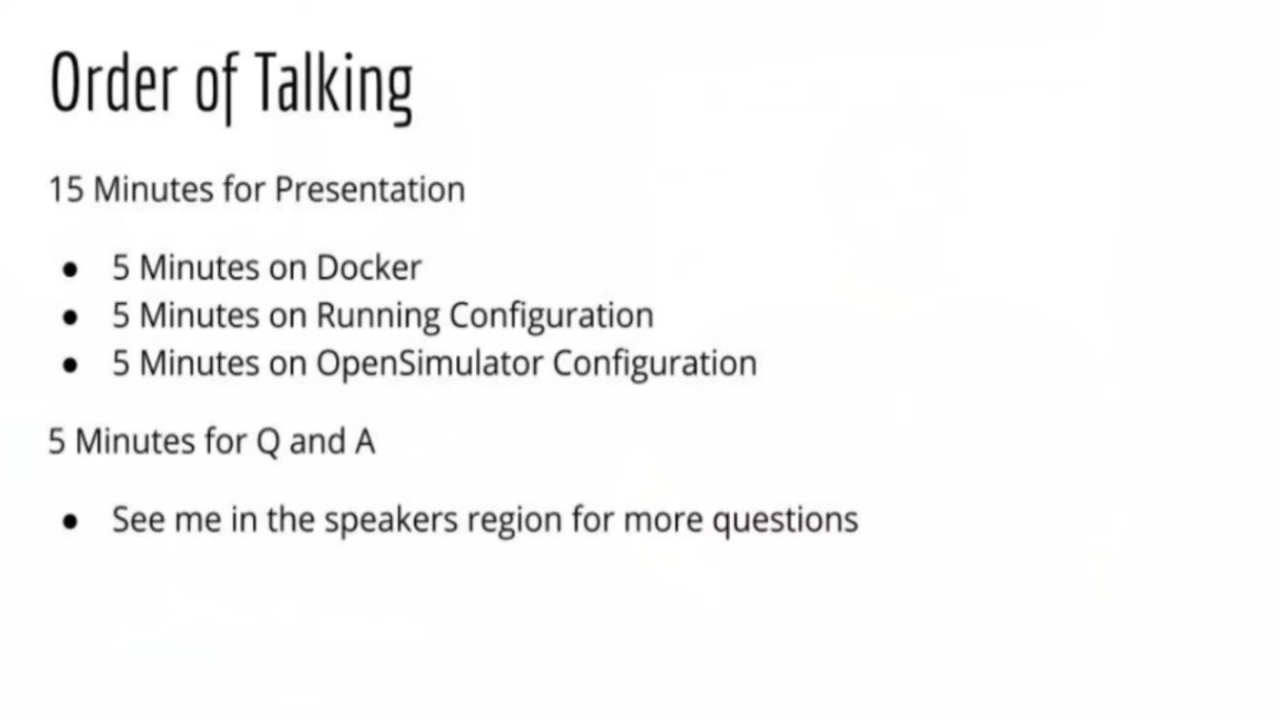 Order of Talking
15 Minutes for Presentation
● 5 Minutes on Docker
● 5 Minutes on Running Configuration
● 5 Minutes on OpenSimulator Configuration
5 Minutes for Q and A
● See me in the speakers region for more questions